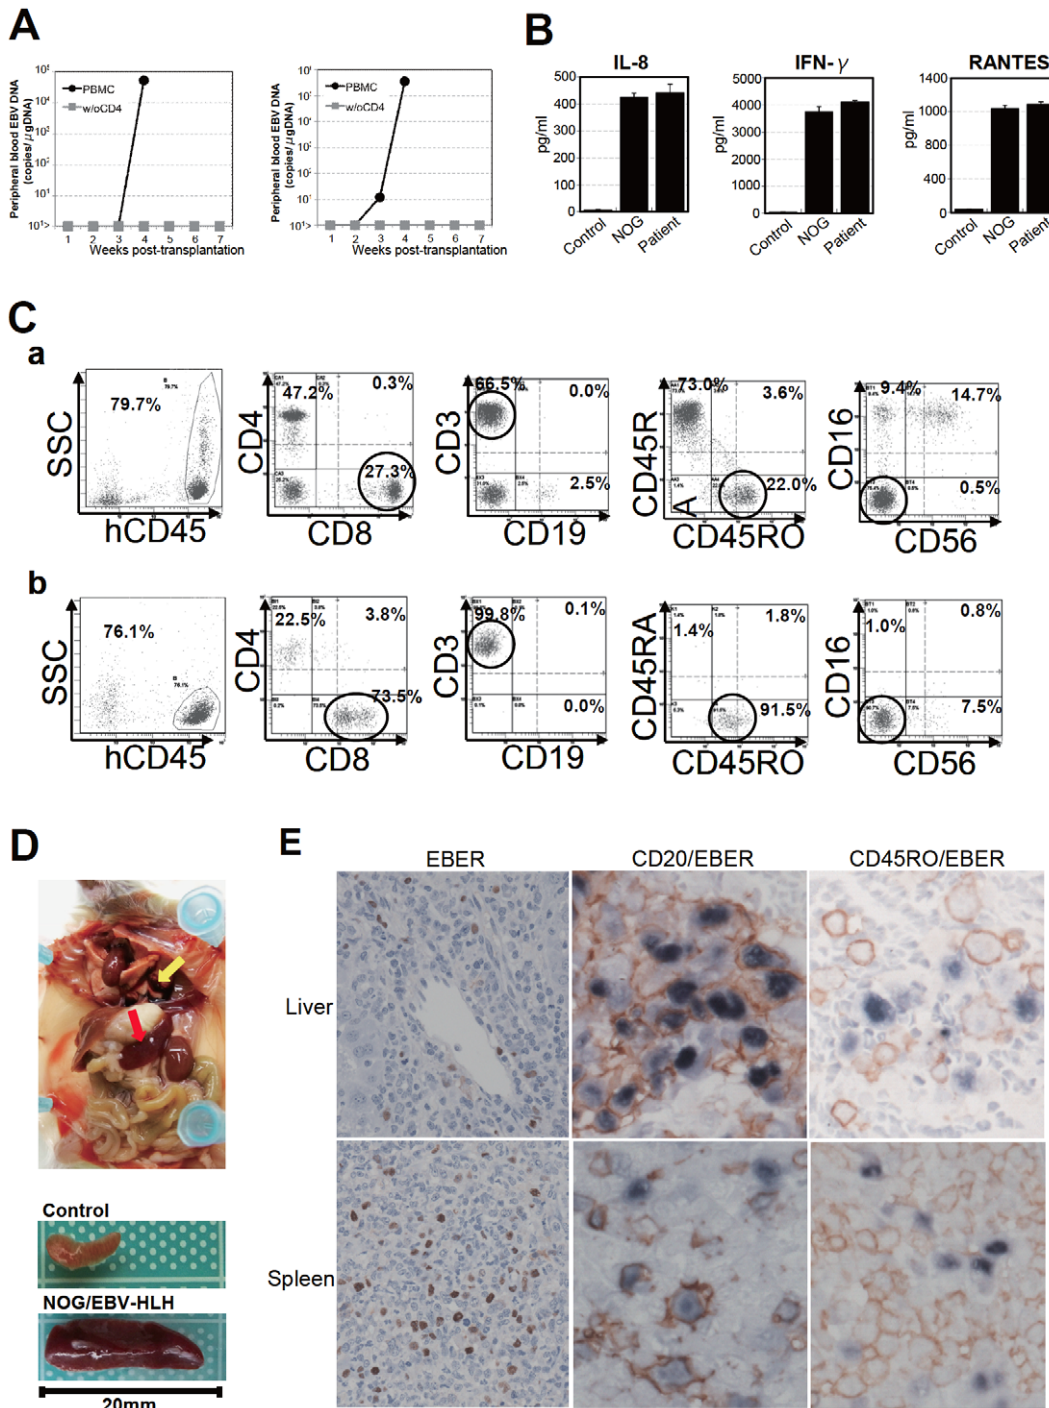 A
Peripheral blood EBV DNA
(copies/μgDNA)
PBMC
w/oCD4
1 2 3 4 5 6 7
Weeks post-transplantation
Peripheral blood EBV DNA
(copies/μgDNA)
PBMC
w/oCD4
1 2 3 4 5 6 7
Weeks post-transplantation
B
IL-8
pg/ml
500
400
300
200
100
0
Control NOG Patient
IFN-γ
pg/ml
5000
4000
3000
2000
1000
0
Control NOG Patient
RANTES
pg/ml
1400
1200
800
400
0
Control NOG Patient
C
a
SSC
79.7%
hCD45
CD4
47.2% 0.3%
27.3%
CD8
CD3
66.5% 0.0%
2.5%
CD19
CD45R
A
73.0% 3.6%
22.0%
CD45RO
CD16
9.4% 14.7%
0.5%
CD56
b
SSC
76.1%
hCD45
CD4
22.5% 3.8%
73.5%
CD8
CD3
99.8% 0.1%
0.0%
CD19
CD45RA
1.4% 1.8%
91.5%
CD45RO
CD16
1.0% 0.8%
7.5%
CD56
D
Control
NOG/EBV-HLH
20mm
E
EBER CD20/EBER CD45RO/EBER
Liver
Spleen